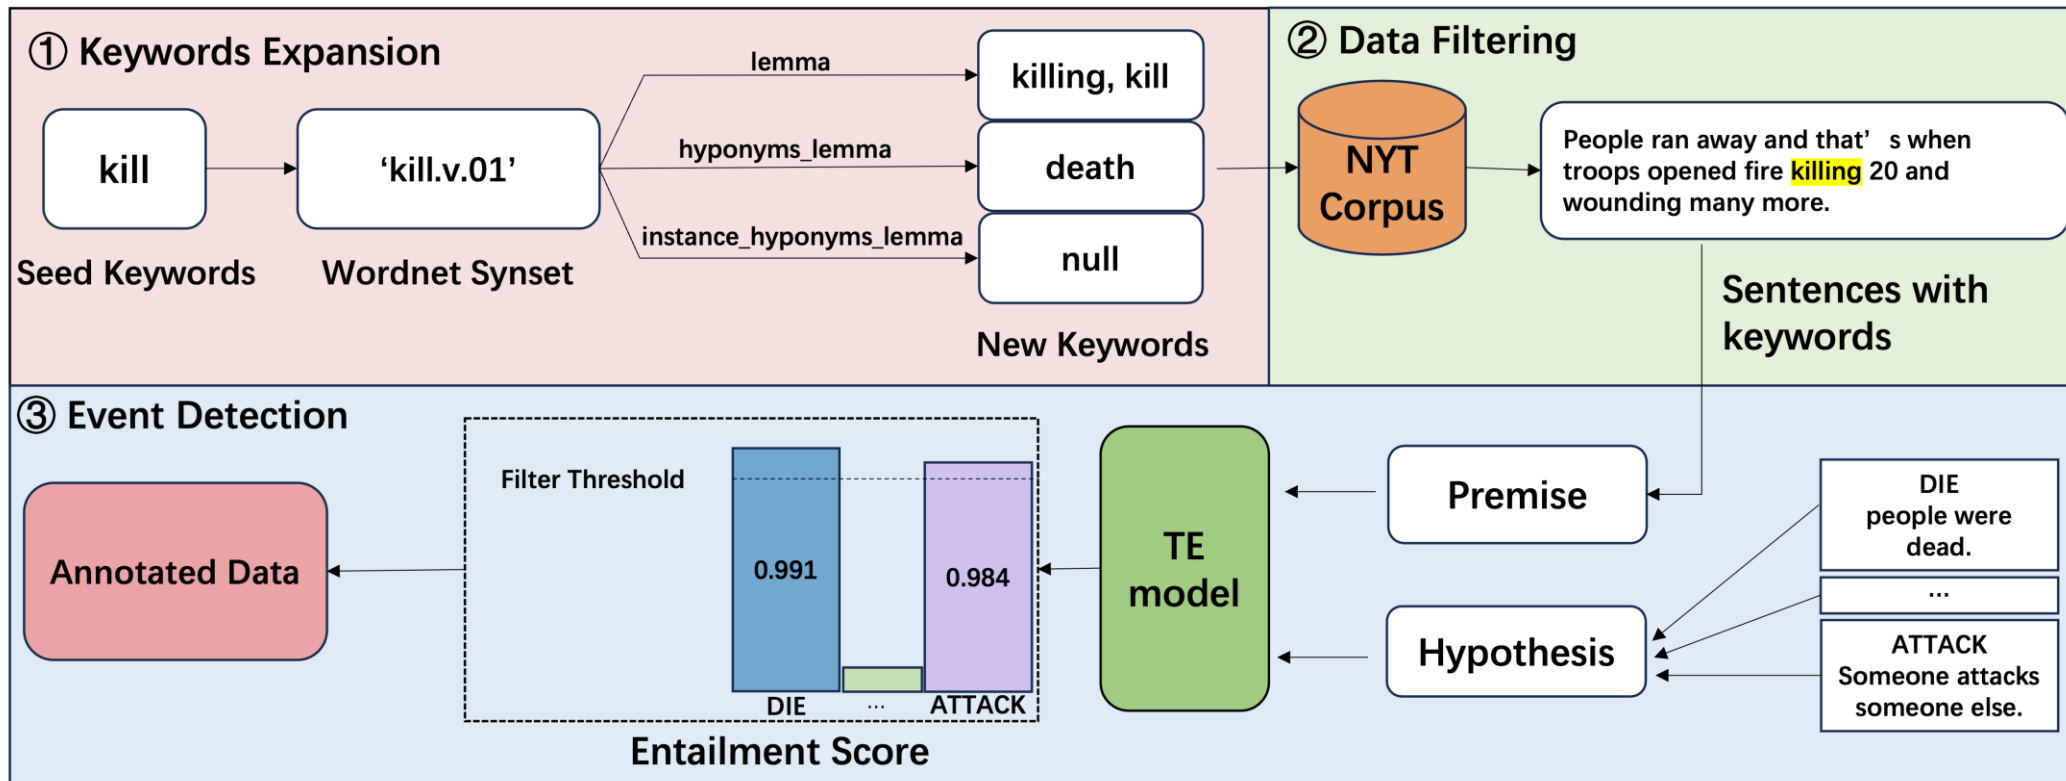 ① Keywords Expansion
kill
Seed Keywords
‘kill.v.01’
Wordnet Synset
lemma
hyponyms_lemma
instance_hyponyms_lemma
killing, kill
death
null
New Keywords
② Data Filtering
NYT
Corpus
People ran away and that’ s when
troops opened fire killing 20 and
wounding many more.
Sentences with
keywords
③ Event Detection
Annotated Data
Filter Threshold
0.991
0.984
DIE
...
ATTACK
Entailment Score
TE
model
Premise
Hypothesis
DIE
people were
dead.
...
ATTACK
Someone attacks
someone else.